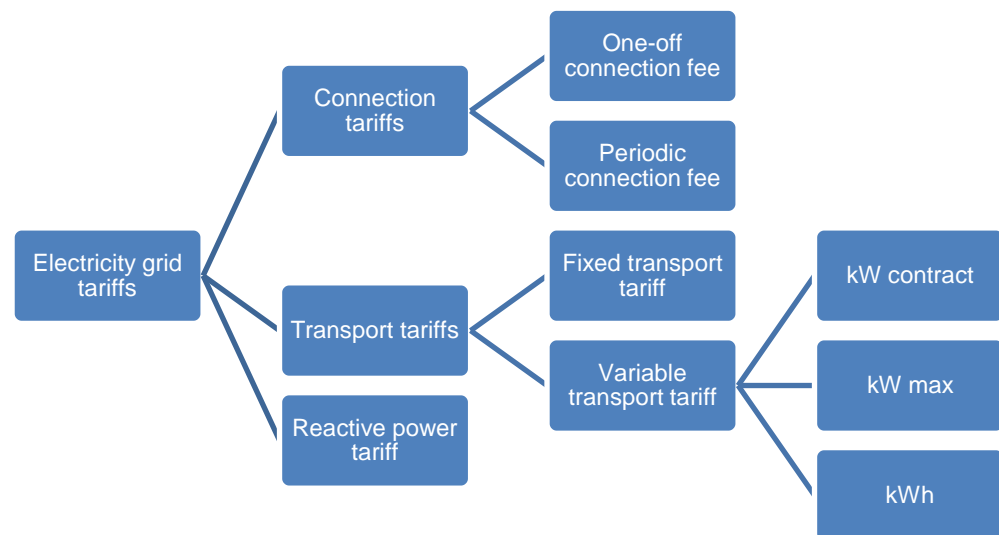 One-off
connection fee
Connection
tariffs
Periodic
connection fee
Electricity grid
tariffs
Fixed transport
tariff
kW contract
Transport tariffs
Variable
transport tariff
kW max
Reactive power
tariff
kWh